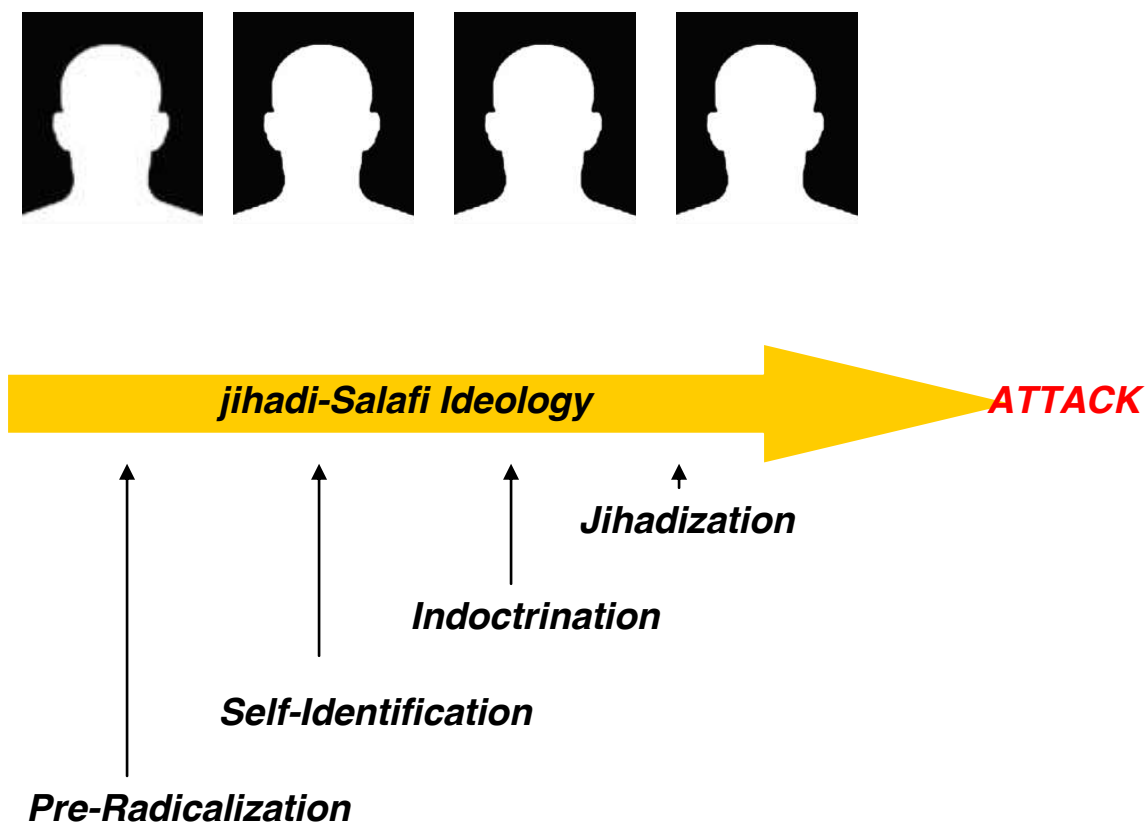 jihadi-Salafi Ideology
ATTACK
Jihadization
Indoctrination
Self-Identification
Pre-Radicalization